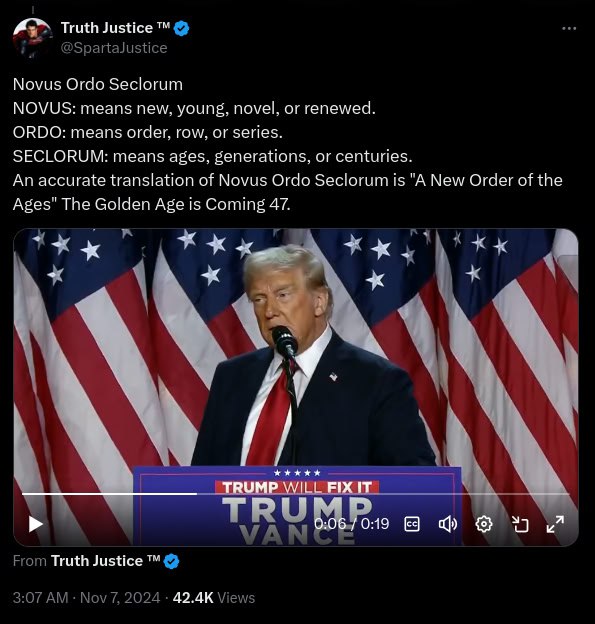 Truth Justice ™
@SpartaJustice
Novus Ordo Seclorum
NOVUS: means new, young, novel, or renewed.
ORDO: means order, row, or series.
SECLORUM: means ages, generations, or centuries.
An accurate translation of Novus Ordo Seclorum is "A New Order of the
Ages" The Golden Age is Coming 47.
TRUMP WILL FIX IT
TRUMP
VANCE
0:06 / 0:19
CC
From Truth Justice ™
3:07 AM · Nov 7, 2024 · 42.4K Views